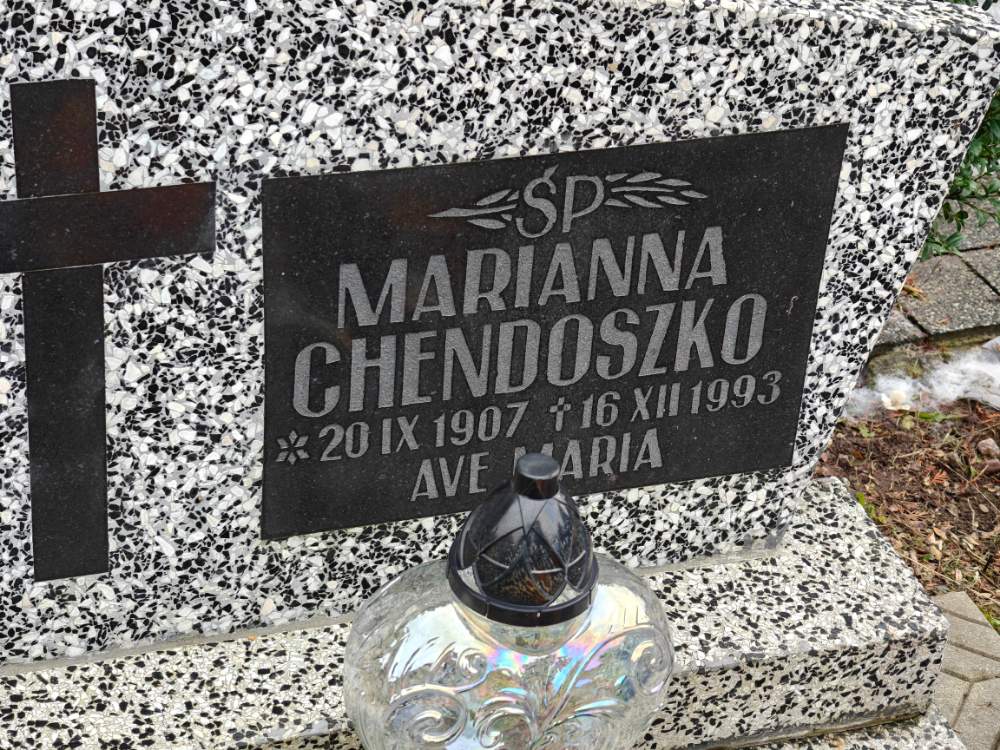 ŚP
MARIANNA
CHENDOSZKO
* 20 IX 1907 † 16 XII 1993
AVE MARIA